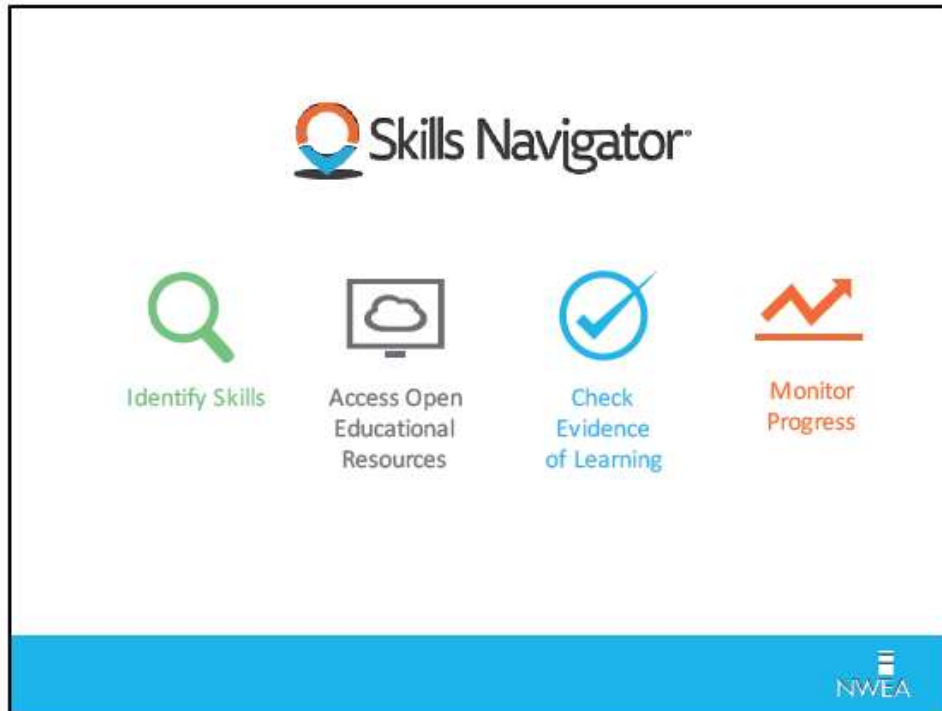 Skills Navigator®
Identify Skills
Access Open
Educational
Resources
Check
Evidence
of Learning
Monitor
Progress
NWEA